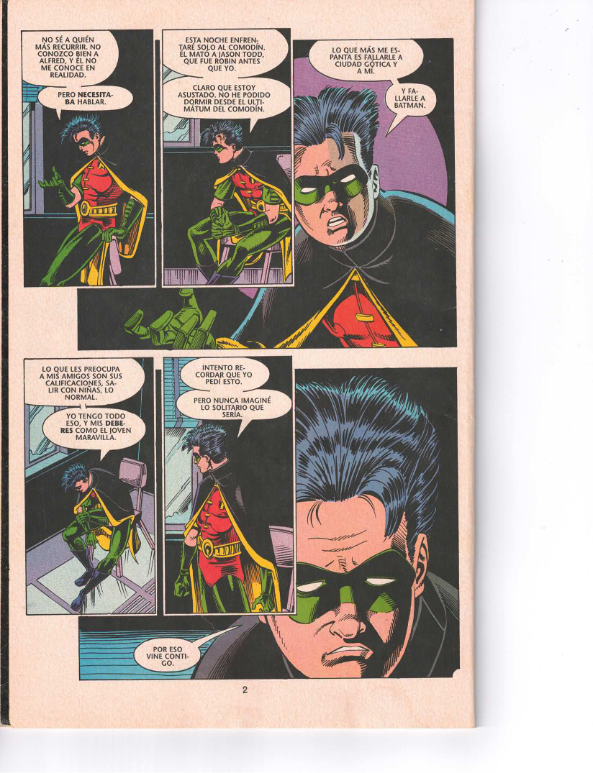 NO SÉ A QUIÉN
MÁS RECURRIR. NO
CONOZCO BIEN A
ALFRED, Y ÉL NO
ME CONOCE EN
REALIDAD.
PERO NECESITA-
BA HABLAR.
ESTA NOCHE ENFREN-
TARÉ SOLO AL COMODÍN,
ÉL MATO A JASON TODD,
QUE FUE ROBIN ANTES
QUE YO.
CLARO QUE ESTOY
ASUSTADO. NO HE PODIDO
DORMIR DESDE EL ULTI-
MÁTUM DEL COMODÍN.
LO QUE MÁS ME ES-
PANTA ES FALLARLE A
CIUDAD GÓTICA Y
A MÍ.
Y FA-
LLARLE A
BATMAN.
LO QUE LES PREOCUPA
A MIS AMIGOS SON SUS
CALIFICACIONES, SA-
LIR CON NIÑAS, LO
NORMAL.
YO TENGO TODO
ESO, Y MIS DEBE-
RES COMO EL JOVEN
MARAVILLA.
INTENTO RE-
CORDAR QUE YO
PEDÍ ESTO.
PERO NUNCA IMAGINÉ
LO SOLITARIO QUE
SERÍA.
POR ESO
VINE CONTI-
GO.
2